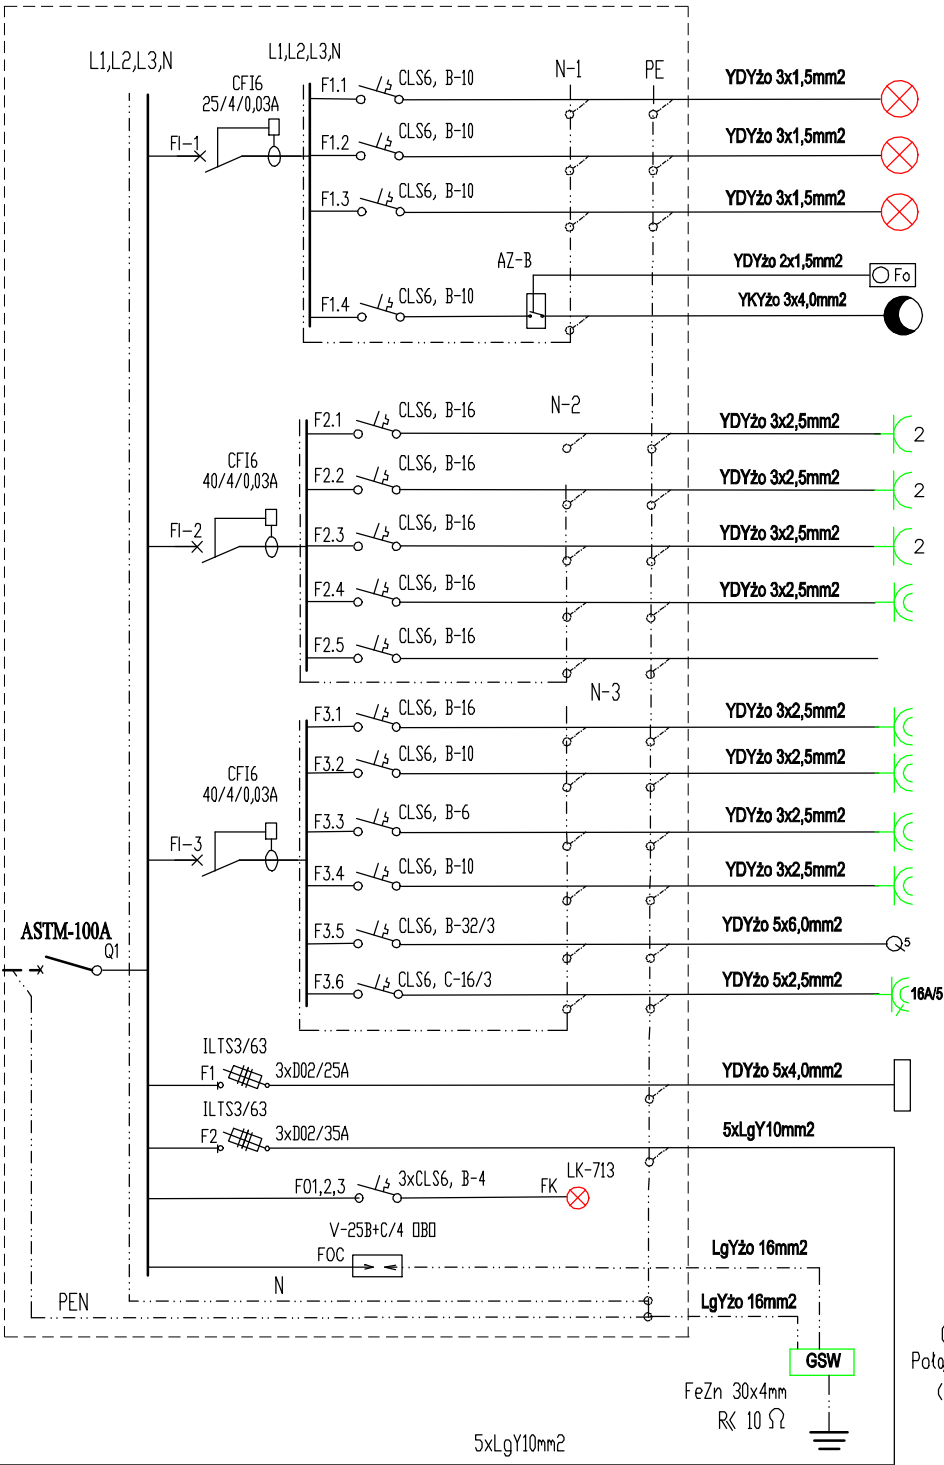 L1,L2,L3,N
L1,L2,L3,N
CFI6
25/4/0,03A
FI-1
F1.1
CLS6, B-10
N-1
PE
YDYżo 3x1,5mm2
F1.2
CLS6, B-10
YDYżo 3x1,5mm2
F1.3
CLS6, B-10
YDYżo 3x1,5mm2
AZ-B
YDYżo 2x1,5mm2
Fo
F1.4
CLS6, B-10
YKYżo 3x4,0mm2
N-2
F2.1
CLS6, B-16
YDYżo 3x2,5mm2
2
CFI6
40/4/0,03A
FI-2
F2.2
CLS6, B-16
YDYżo 3x2,5mm2
2
F2.3
CLS6, B-16
YDYżo 3x2,5mm2
2
F2.4
CLS6, B-16
YDYżo 3x2,5mm2
F2.5
CLS6, B-16
N-3
F3.1
CLS6, B-16
YDYżo 3x2,5mm2
CFI6
40/4/0,03A
FI-3
F3.2
CLS6, B-10
YDYżo 3x2,5mm2
F3.3
CLS6, B-6
YDYżo 3x2,5mm2
F3.4
CLS6, B-10
YDYżo 3x2,5mm2
ASTM-100A
Q1
F3.5
CLS6, B-32/3
YDYżo 5x6,0mm2
5
F3.6
CLS6, C-16/3
YDYżo 5x2,5mm2
16A/5
ILTS3/63
F1
3xD02/25A
YDYżo 5x4,0mm2
ILTS3/63
F2
3xD02/35A
5xLgY10mm2
F01,2,3
3xCLS6, B-4
FK
LK-713
V-25B+C/4 OBO
FOC
LgYżo 16mm2
N
PEN
LgYżo 16mm2
GSW
FeZn 30x4mm
R≤ 10 Ω
5xLgY10mm2
(